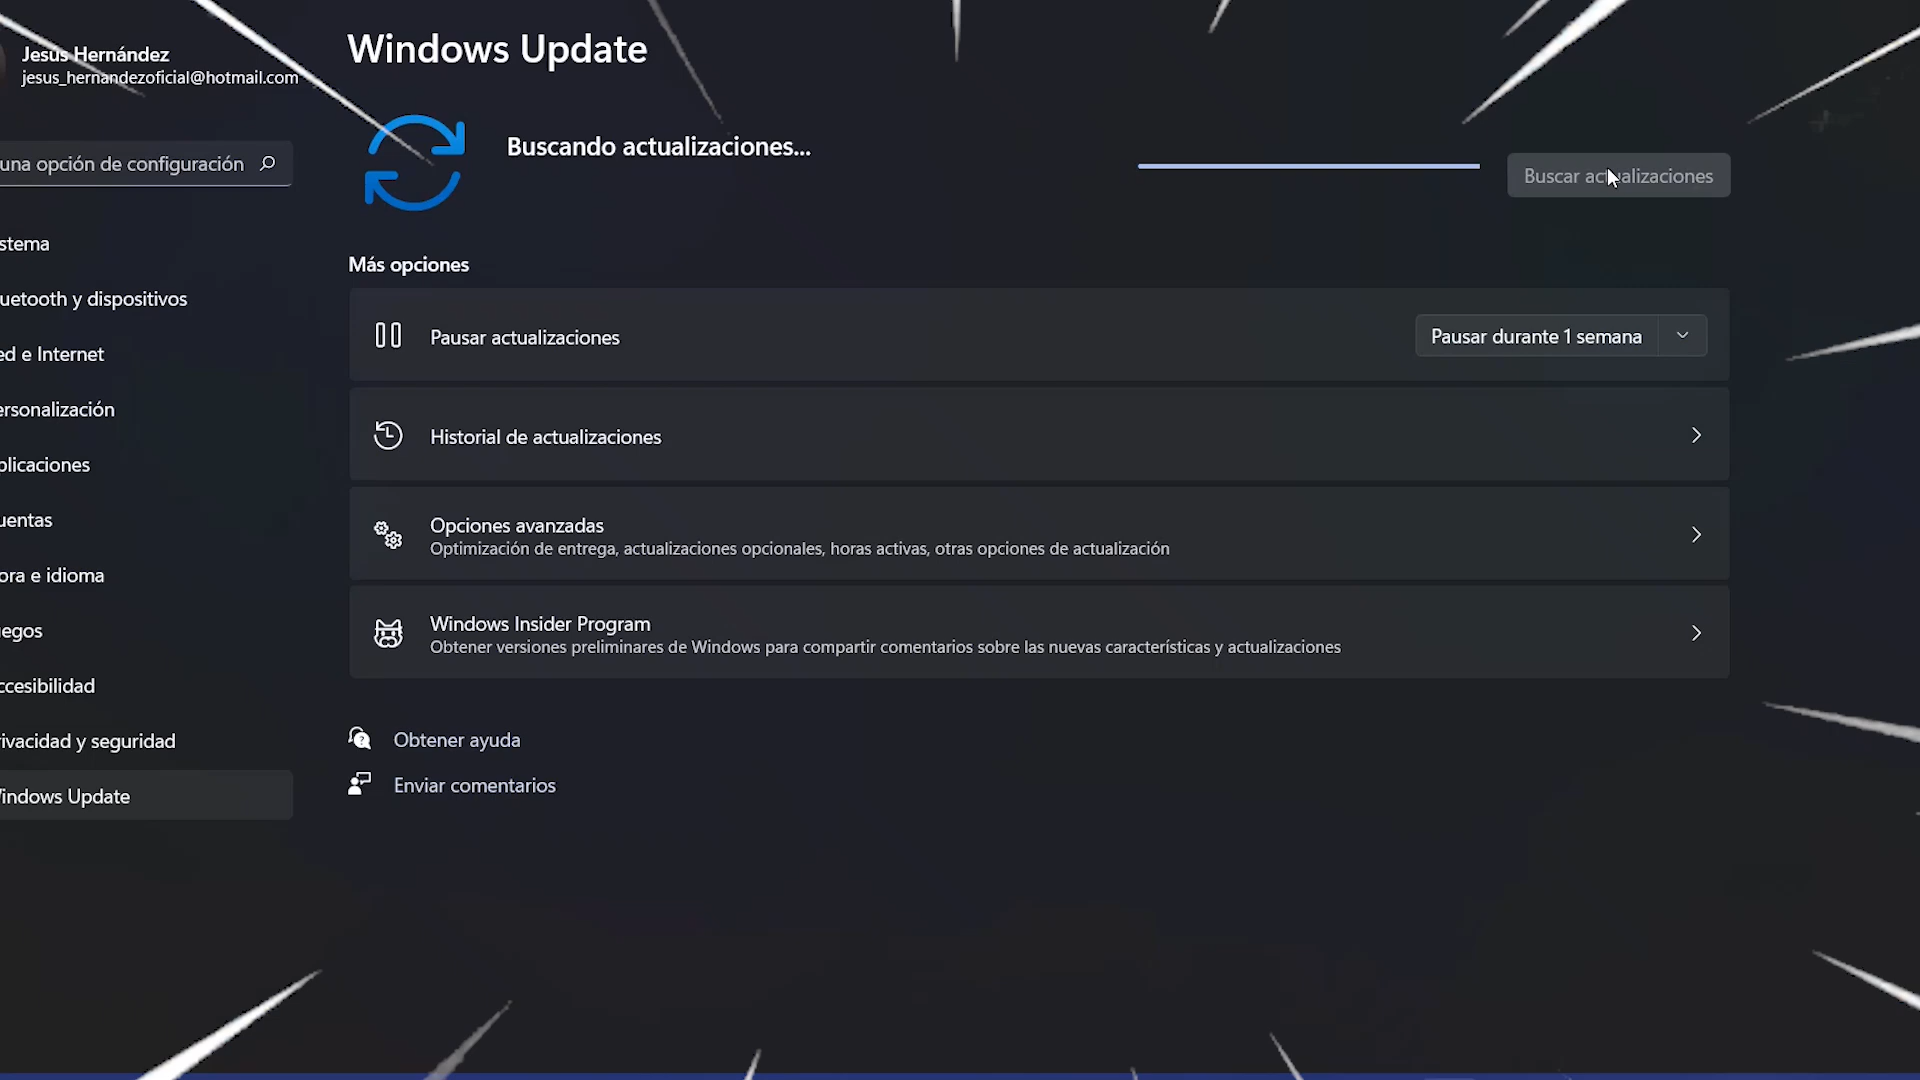 Jesús Hernández
jesus_hernandezoficial@hotmail.com
una opción de configuración
stema
uetooth y dispositivos
ed e Internet
ersonalización
plicaciones
uentas
ora e idioma
egos
ccesibilidad
rivacidad y seguridad
indows Update
Windows Update
Buscando actualizaciones...
Buscar actualizaciones
Más opciones
Pausar actualizaciones
Pausar durante 1 semana
Historial de actualizaciones
Opciones avanzadas
Optimización de entrega, actualizaciones opcionales, horas activas, otras opciones de actualización
Windows Insider Program
Obtener versiones preliminares de Windows para compartir comentarios sobre las nuevas características y actualizaciones
Obtener ayuda
Enviar comentarios